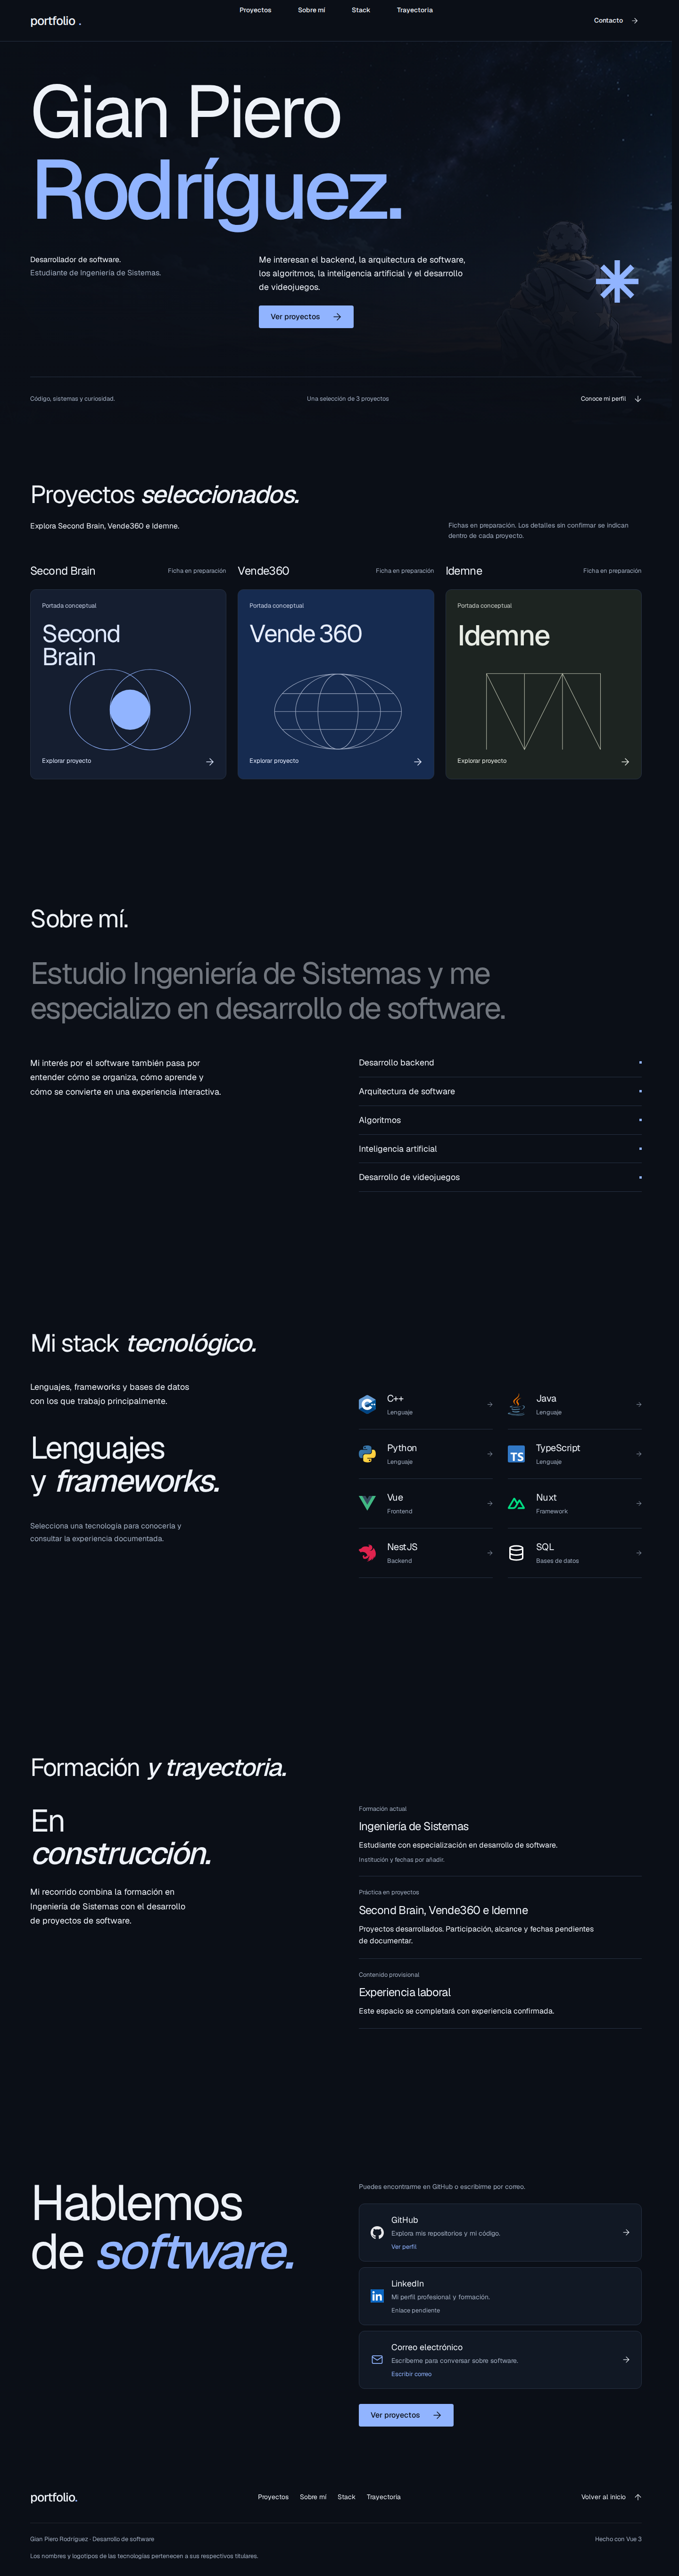 portfolio .
Proyectos
Sobre mí
Stack
Trayectoria
Contacto
Gian Piero
Rodríguez.
Desarrollador de software.
Estudiante de Ingeniería de Sistemas.
Me interesan el backend, la arquitectura de software,
los algoritmos, la inteligencia artificial y el desarrollo
de videojuegos.
Ver proyectos
Código, sistemas y curiosidad.
Una selección de 3 proyectos
Conoce mi perfil
Proyectos seleccionados.
Explora Second Brain, Vende360 e Idemne.
Fichas en preparación. Los detalles sin confirmar se indican
dentro de cada proyecto.
Second Brain
Ficha en preparación
Portada conceptual
Second
Brain
Explorar proyecto
Vende360
Ficha en preparación
Portada conceptual
Vende 360
Explorar proyecto
Idemne
Ficha en preparación
Portada conceptual
Idemne
Explorar proyecto
Sobre mí.
Estudio Ingeniería de Sistemas y me
especializo en desarrollo de software.
Mi interés por el software también pasa por
entender cómo se organiza, cómo aprende y
cómo se convierte en una experiencia interactiva.
Desarrollo backend
Arquitectura de software
Algoritmos
Inteligencia artificial
Desarrollo de videojuegos
Mi stack tecnológico.
Lenguajes, frameworks y bases de datos
con los que trabajo principalmente.
Lenguajes
y frameworks.
Selecciona una tecnología para conocerla y
consultar la experiencia documentada.
C++
Lenguaje
Java
Lenguaje
Python
Lenguaje
TS
TypeScript
Lenguaje
Vue
Frontend
Nuxt
Framework
NestJS
Backend
SQL
Bases de datos
Formación y trayectoria.
En
construcción.
Mi recorrido combina la formación en
Ingeniería de Sistemas con el desarrollo
de proyectos de software.
Formación actual
Ingeniería de Sistemas
Estudiante con especialización en desarrollo de software.
Institución y fechas por añadir.
Práctica en proyectos
Second Brain, Vende360 e Idemne
Proyectos desarrollados. Participación, alcance y fechas pendientes
de documentar.
Contenido provisional
Experiencia laboral
Este espacio se completará con experiencia confirmada.
Hablemos
de software.
Puedes encontrarme en GitHub o escribirme por correo.
GitHub
Explora mis repositorios y mi código.
Ver perfil
in
LinkedIn
Mi perfil profesional y formación.
Enlace pendiente
Correo electrónico
Escríbeme para conversar sobre software.
Escribir correo
Ver proyectos
portfolio.
Proyectos
Sobre mí
Stack
Trayectoria
Volver al inicio
Gian Piero Rodríguez · Desarrollo de software
Hecho con Vue 3
Los nombres y logotipos de las tecnologías pertenecen a sus respectivos titulares.